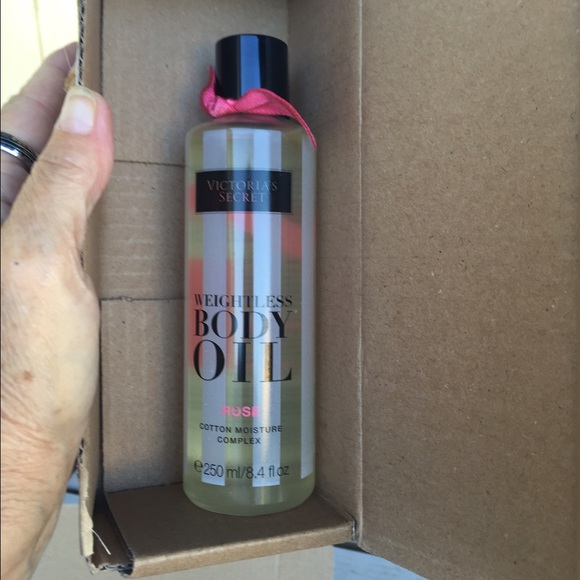 VICTORIA'S
SECRET
WEIGHTLESS
BODY
OIL
ROSE
COTTON MOISTURE
COMPLEX
℮250 ml/8.4 fl oz